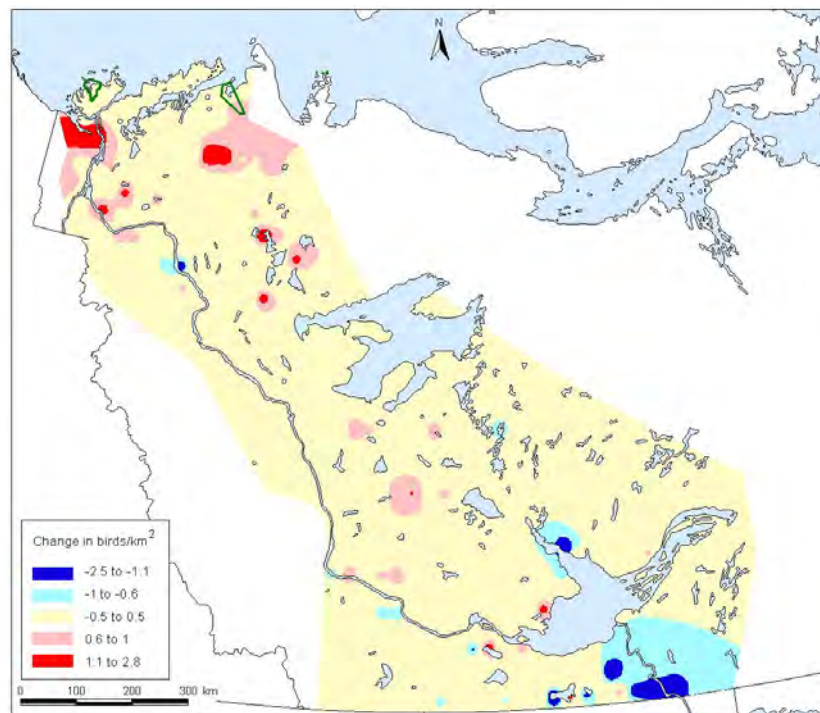 N
Change in birds/km2
-2.5 to -1.1
-1 to -0.6
-0.5 to 0.5
0.6 to 1
1.1 to 2.8
0 100 200 300 km